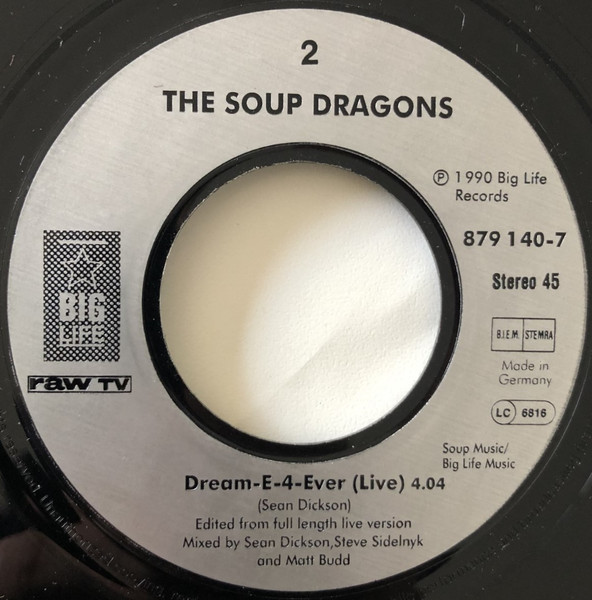 2
THE SOUP DRAGONS
℗ 1990 Big Life
Records
879 140-7
Stereo 45
BIG
LIFE
B.I.E.M. STEMRA
Made in
Germany
raw TV
LC 6816
Soup Music/
Big Life Music
Dream-E-4-Ever (Live) 4.04
(Sean Dickson)
Edited from full length live version
Mixed by Sean Dickson,Steve Sidelnyk
and Matt Budd